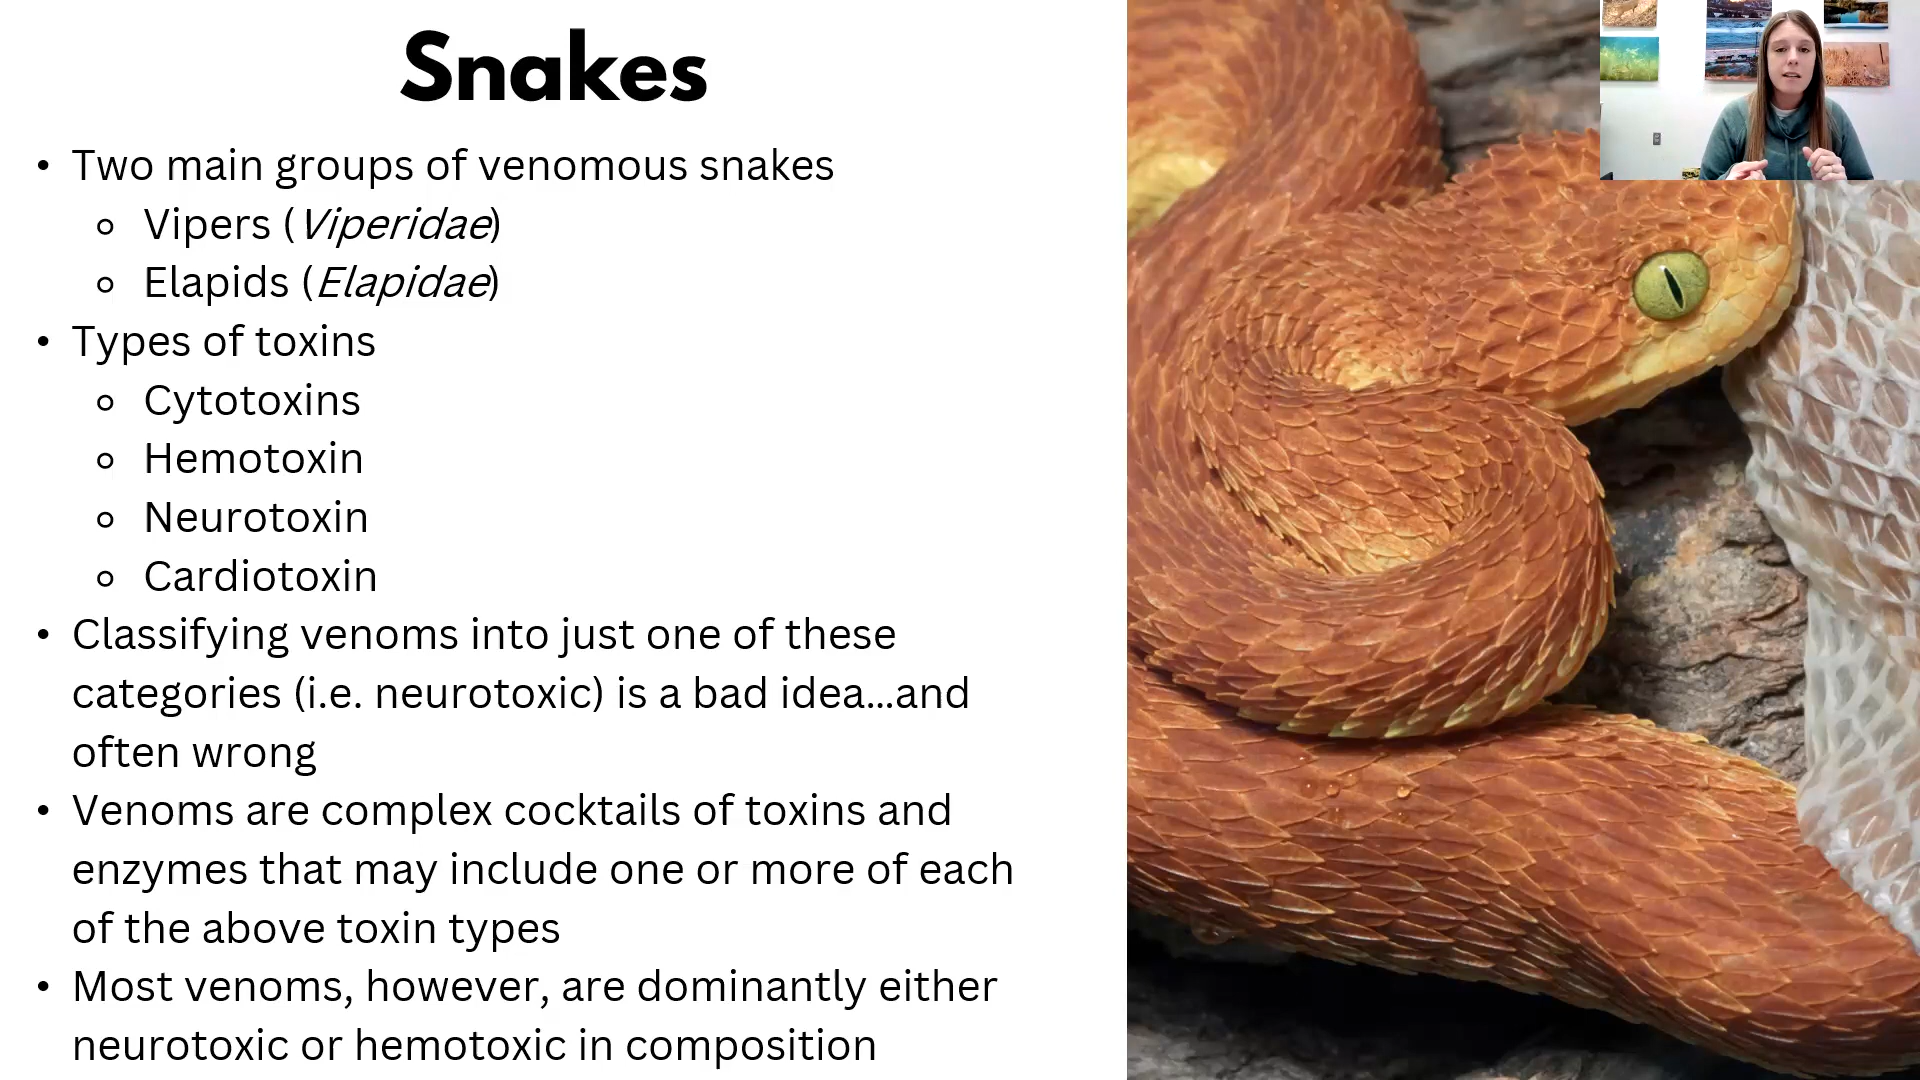 Snakes
• Two main groups of venomous snakes
◦ Vipers (Viperidae)
◦ Elapids (Elapidae)
• Types of toxins
◦ Cytotoxins
◦ Hemotoxin
◦ Neurotoxin
◦ Cardiotoxin
• Classifying venoms into just one of these
categories (i.e. neurotoxic) is a bad idea...and
often wrong
• Venoms are complex cocktails of toxins and
enzymes that may include one or more of each
of the above toxin types
• Most venoms, however, are dominantly either
neurotoxic or hemotoxic in composition